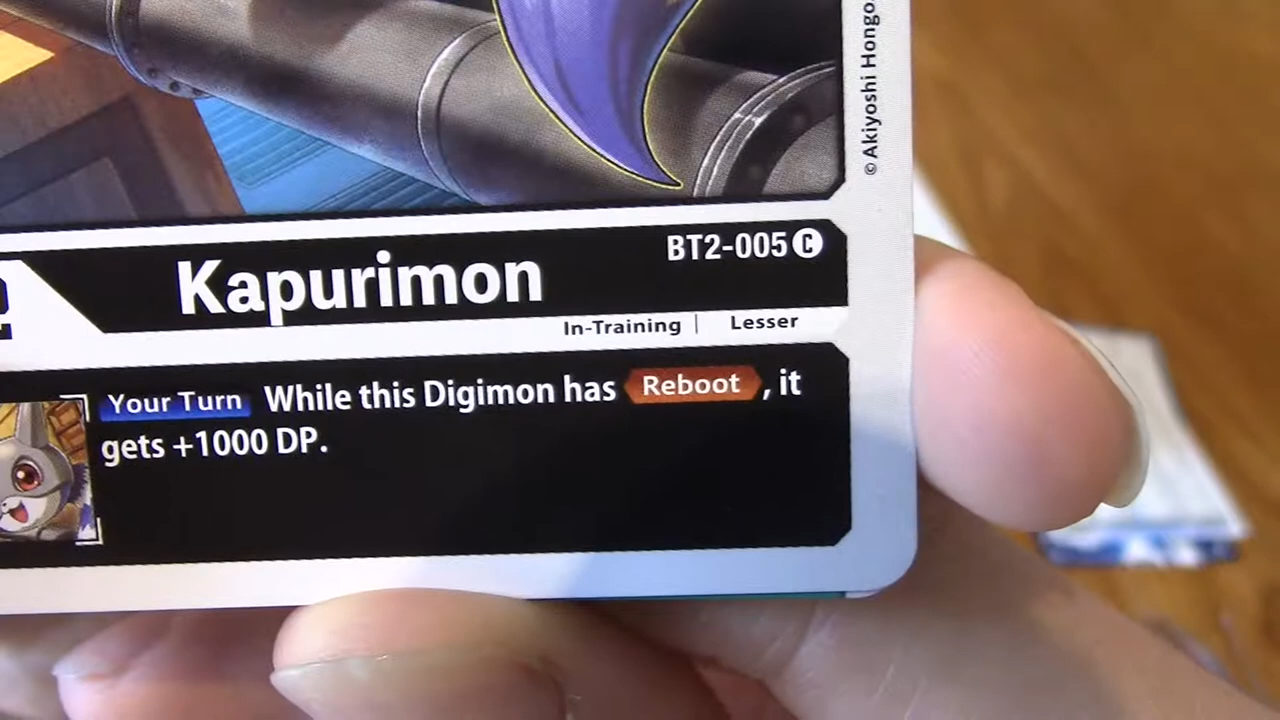 ©Akiyoshi Hongo
BT2-005 C
Kapurimon
In-Training | Lesser
Your Turn While this Digimon has Reboot, it
gets +1000 DP.